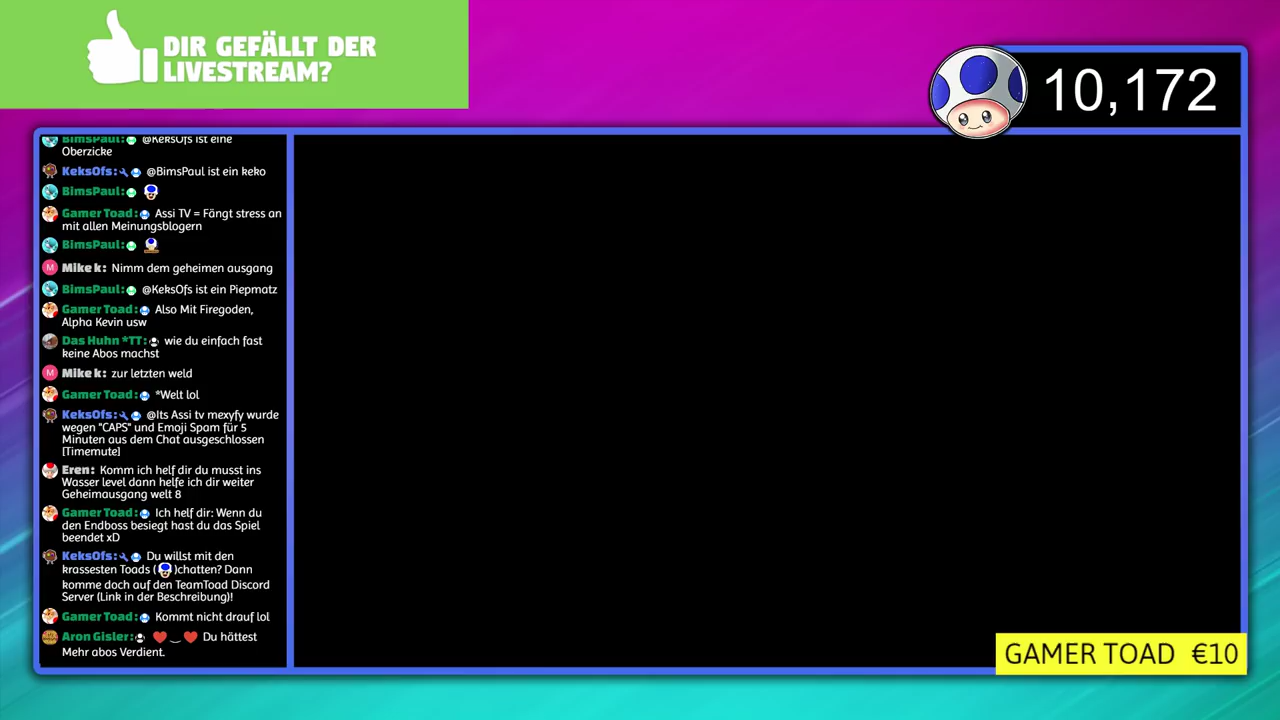 DIR GEFÄLLT DER
LIVESTREAM?
10,172
BimsPaul: @KeksOfs ist eine
Oberzicke
KeksOfs: @BimsPaul ist ein keko
BimsPaul:
Gamer Toad: Assi TV = Fängt stress an
mit allen Meinungsblogern
BimsPaul:
M Mike k: Nimm dem geheimen ausgang
BimsPaul: @KeksOfs ist ein Piepmatz
Gamer Toad: Also Mit Firegoden,
Alpha Kevin usw
Das Huhn *TT: wie du einfach fast
keine Abos machst
M Mike k: zur letzten weld
Gamer Toad: *Welt lol
KeksOfs: @Its Assi tv mexyfy wurde
wegen "CAPS" und Emoji Spam für 5
Minuten aus dem Chat ausgeschlossen
[Timemute]
Eren: Komm ich helf dir du musst ins
Wasser level dann helfe ich dir weiter
Geheimausgang welt 8
Gamer Toad: Ich helf dir: Wenn du
den Endboss besiegt hast du das Spiel
beendet xD
KeksOfs: Du willst mit den
krassesten Toads ( )chatten? Dann
komme doch auf den TeamToad Discord
Server (Link in der Beschreibung)!
Gamer Toad: Kommt nicht drauf lol
Aron Gisler: ❤️‿❤️ Du hättest
Mehr abos Verdient.
GAMER TOAD €10